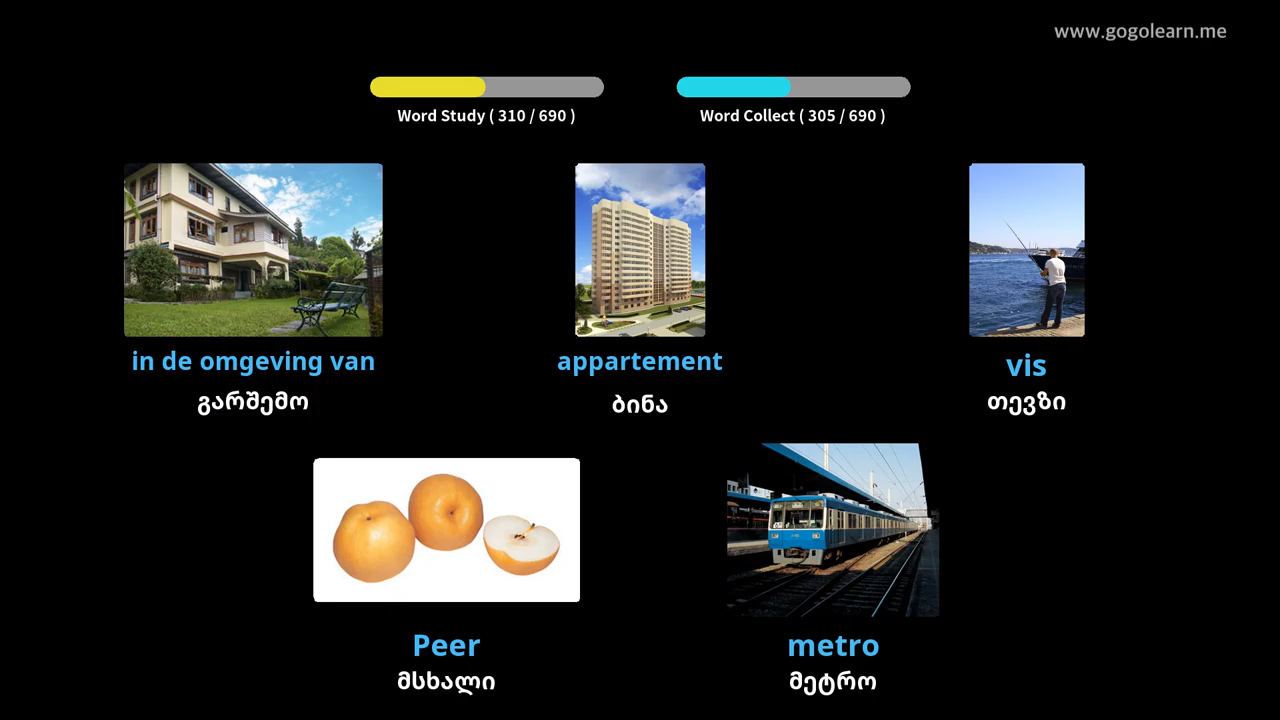 www.gogolearn.me
Word Study ( 310 / 690 )
Word Collect ( 305 / 690 )
in de omgeving van
appartement
vis
გარშემო
ბინა
თევზი
Peer
metro
მსხალი
მეტრო